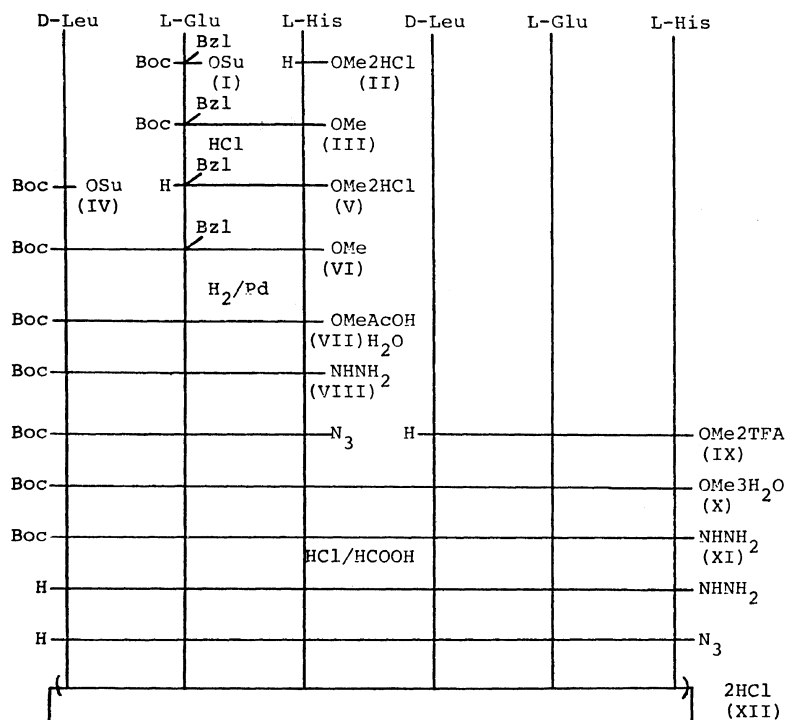 D-Leu L-Glu L-His D-Leu L-Glu L-His
Bzl
Boc OSu H OMe2HCl
(I) (II)
Bzl
Boc OMe
HCl (III)
Bzl
Boc OSu H OMe2HCl
(IV) (V)
Bzl
Boc OMe
(VI)
H2/Pd
Boc OMeAcOH
(VII)H2O
Boc NHNH2
(VIII)
Boc N3 H OMe2TFA
(IX)
Boc OMe3H2O
(X)
Boc NHNH2
HCl/HCOOH (XI)
H NHNH2
H N3
( ) 2HCl
(XII)